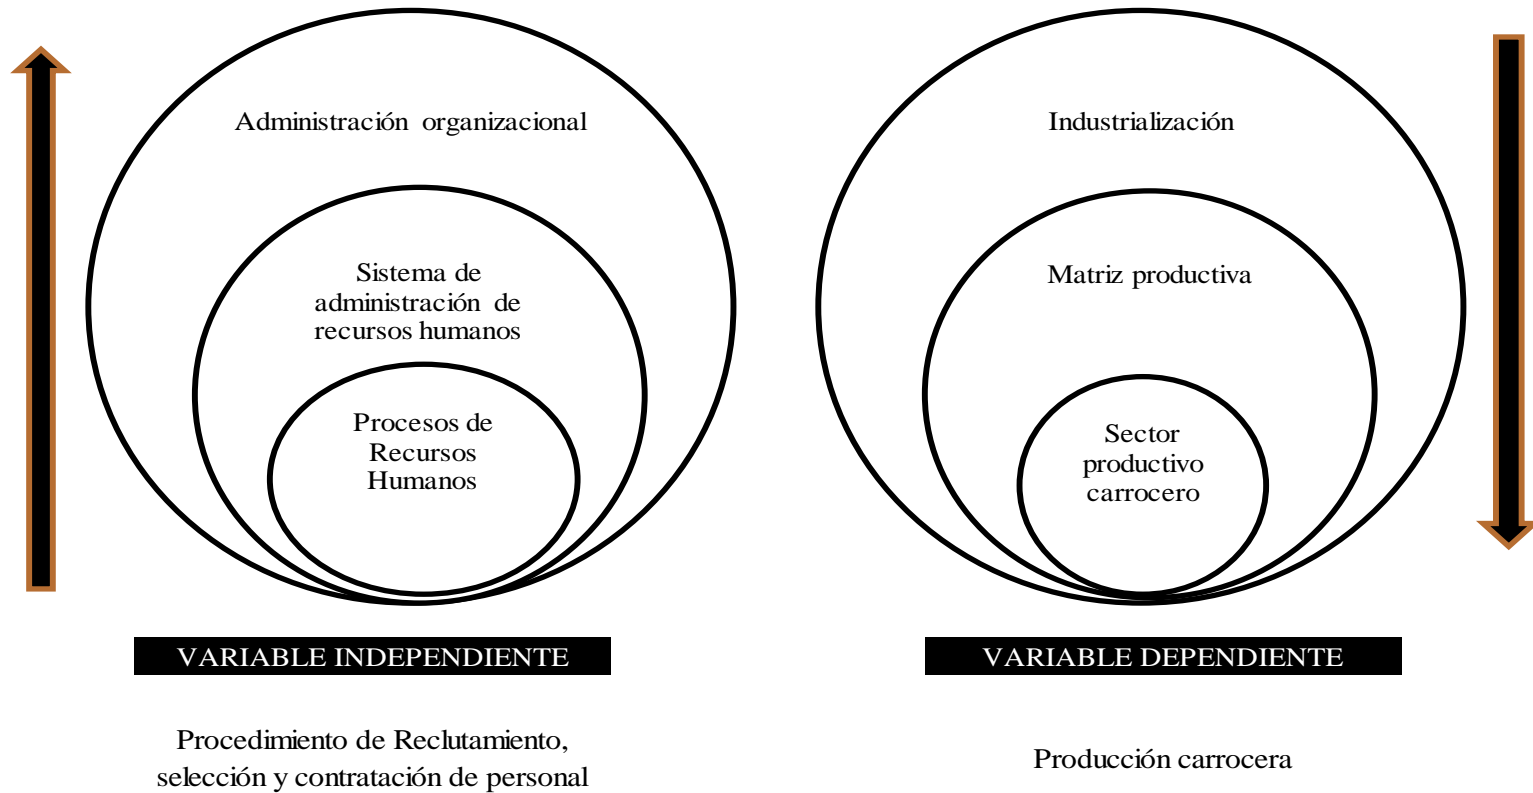 Administración organizacional
Sistema de
administración de
recursos humanos
Procesos de
Recursos
Humanos
VARIABLE INDEPENDIENTE
Procedimiento de Reclutamiento,
selección y contratación de personal
Industrialización
Matriz productiva
Sector
productivo
carrocero
VARIABLE DEPENDIENTE
Producción carrocera